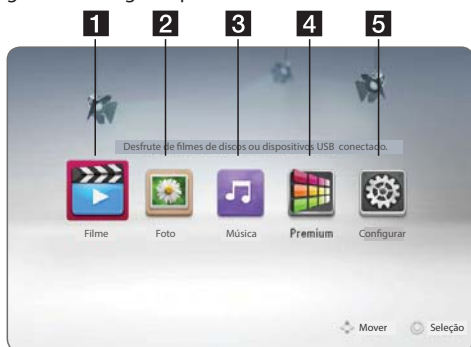 1 2 3 4 5
Desfrute de filmes de discos ou dispositivos USB conectado.
Filme Foto Música Premium Configurar
Mover Seleção